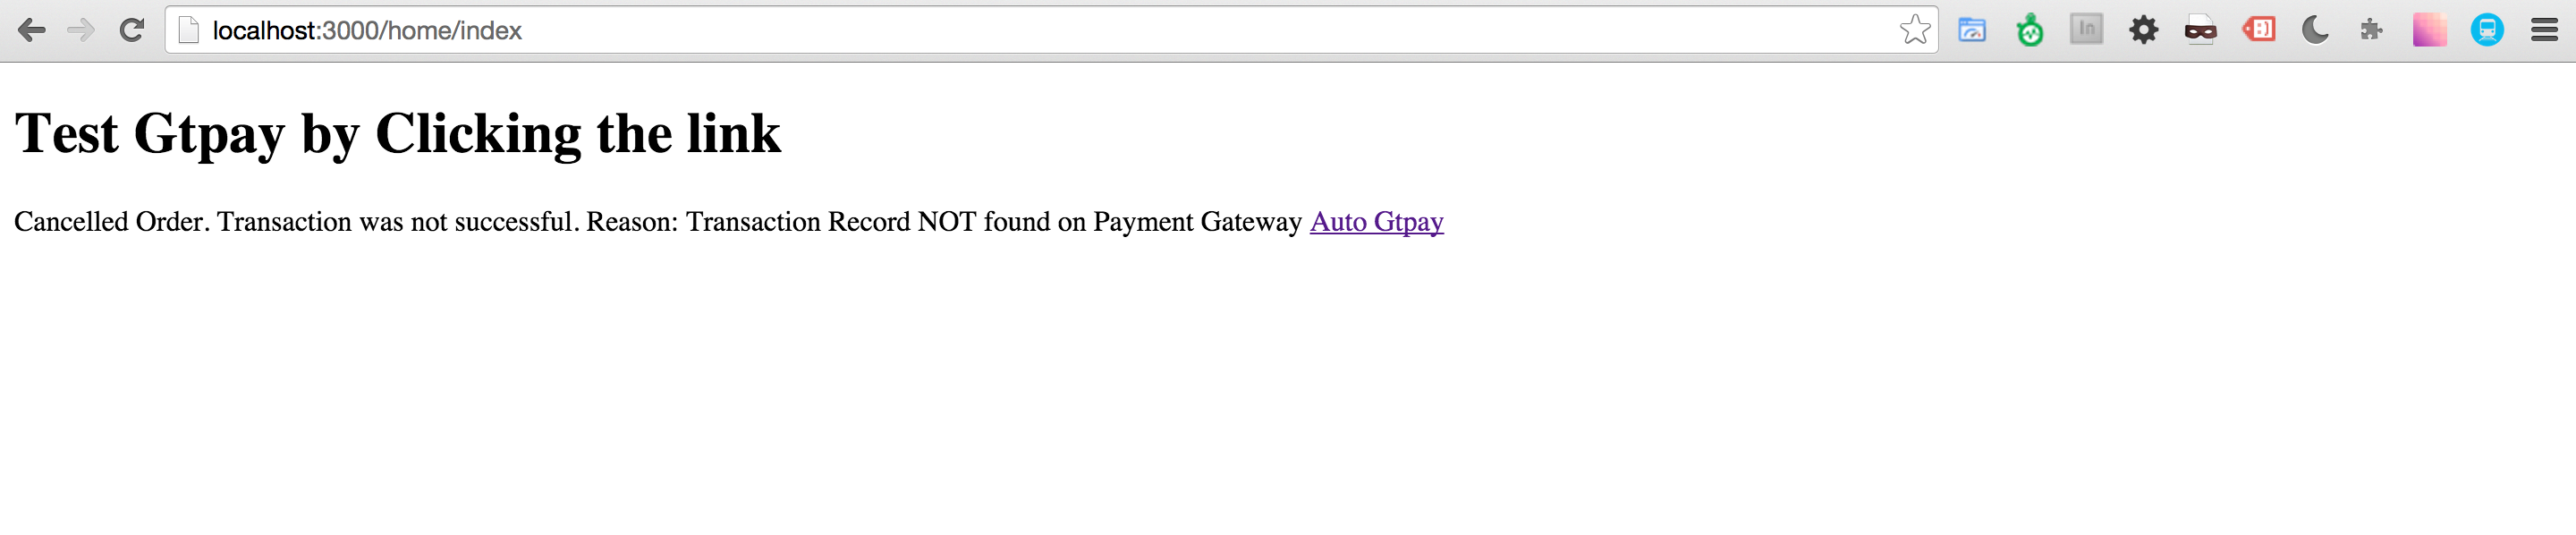 localhost:3000/home/index
In
Test Gtpay by Clicking the link
Cancelled Order. Transaction was not successful. Reason: Transaction Record NOT found on Payment Gateway Auto Gtpay